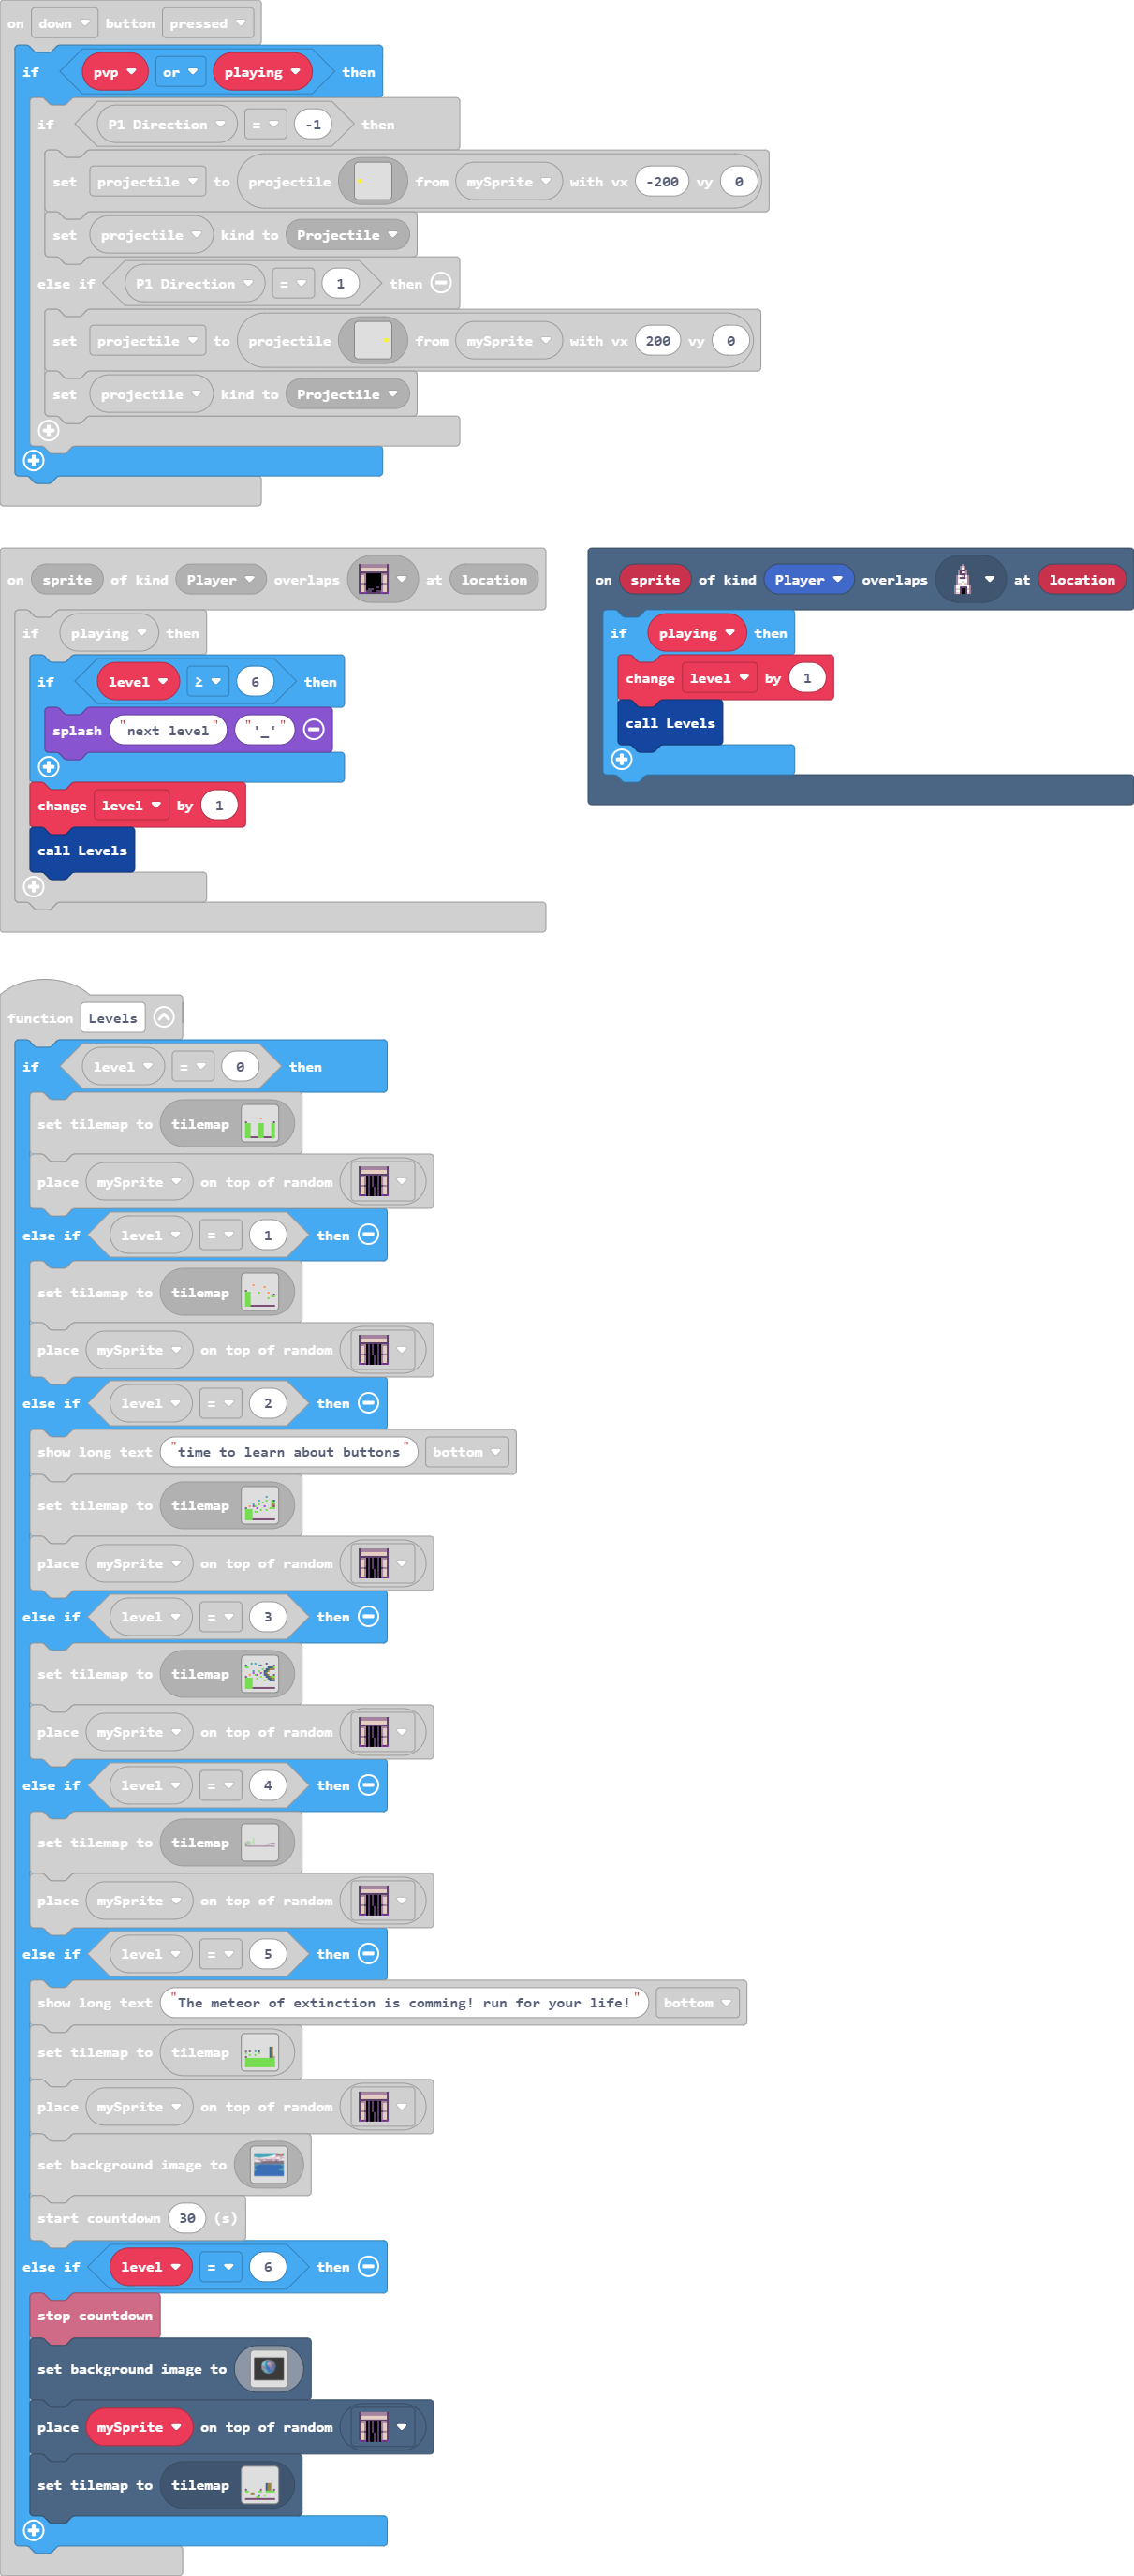 on down button pressed
if pvp or playing then
if P1 Direction = -1 then
set projectile to projectile from mySprite with vx -200 vy 0
set projectile kind to Projectile
else if P1 Direction = 1 then
set projectile to projectile from mySprite with vx 200 vy 0
set projectile kind to Projectile
on sprite of kind Player overlaps at location
if playing then
if level ≥ 6 then
splash "next level" "'_'"
change level by 1
call Levels
on sprite of kind Player overlaps at location
if playing then
change level by 1
call Levels
function Levels
if level = 0 then
set tilemap to tilemap
place mySprite on top of random
else if level = 1 then
set tilemap to tilemap
place mySprite on top of random
else if level = 2 then
show long text "time to learn about buttons" bottom
set tilemap to tilemap
place mySprite on top of random
else if level = 3 then
set tilemap to tilemap
place mySprite on top of random
else if level = 4 then
set tilemap to tilemap
place mySprite on top of random
else if level = 5 then
show long text "The meteor of extinction is comming! run for your life!" bottom
set tilemap to tilemap
place mySprite on top of random
set background image to
start countdown 30 (s)
else if level = 6 then
stop countdown
set background image to
place mySprite on top of random
set tilemap to tilemap